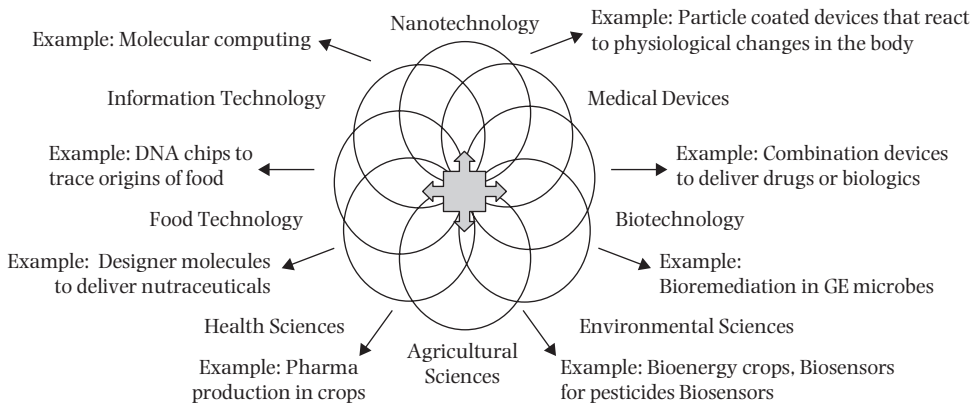 Nanotechnology
Example: Particle coated devices that react
to physiological changes in the body
Example: Molecular computing
Information Technology
Medical Devices
Example: DNA chips to
trace origins of food
Example: Combination devices
to deliver drugs or biologics
Food Technology
Biotechnology
Example:  Designer molecules
to deliver nutraceuticals
Example:
Bioremediation in GE microbes
Health Sciences
Environmental Sciences
Agricultural
Sciences
Example: Pharma
production in crops
Example: Bioenergy crops, Biosensors
for pesticides Biosensors